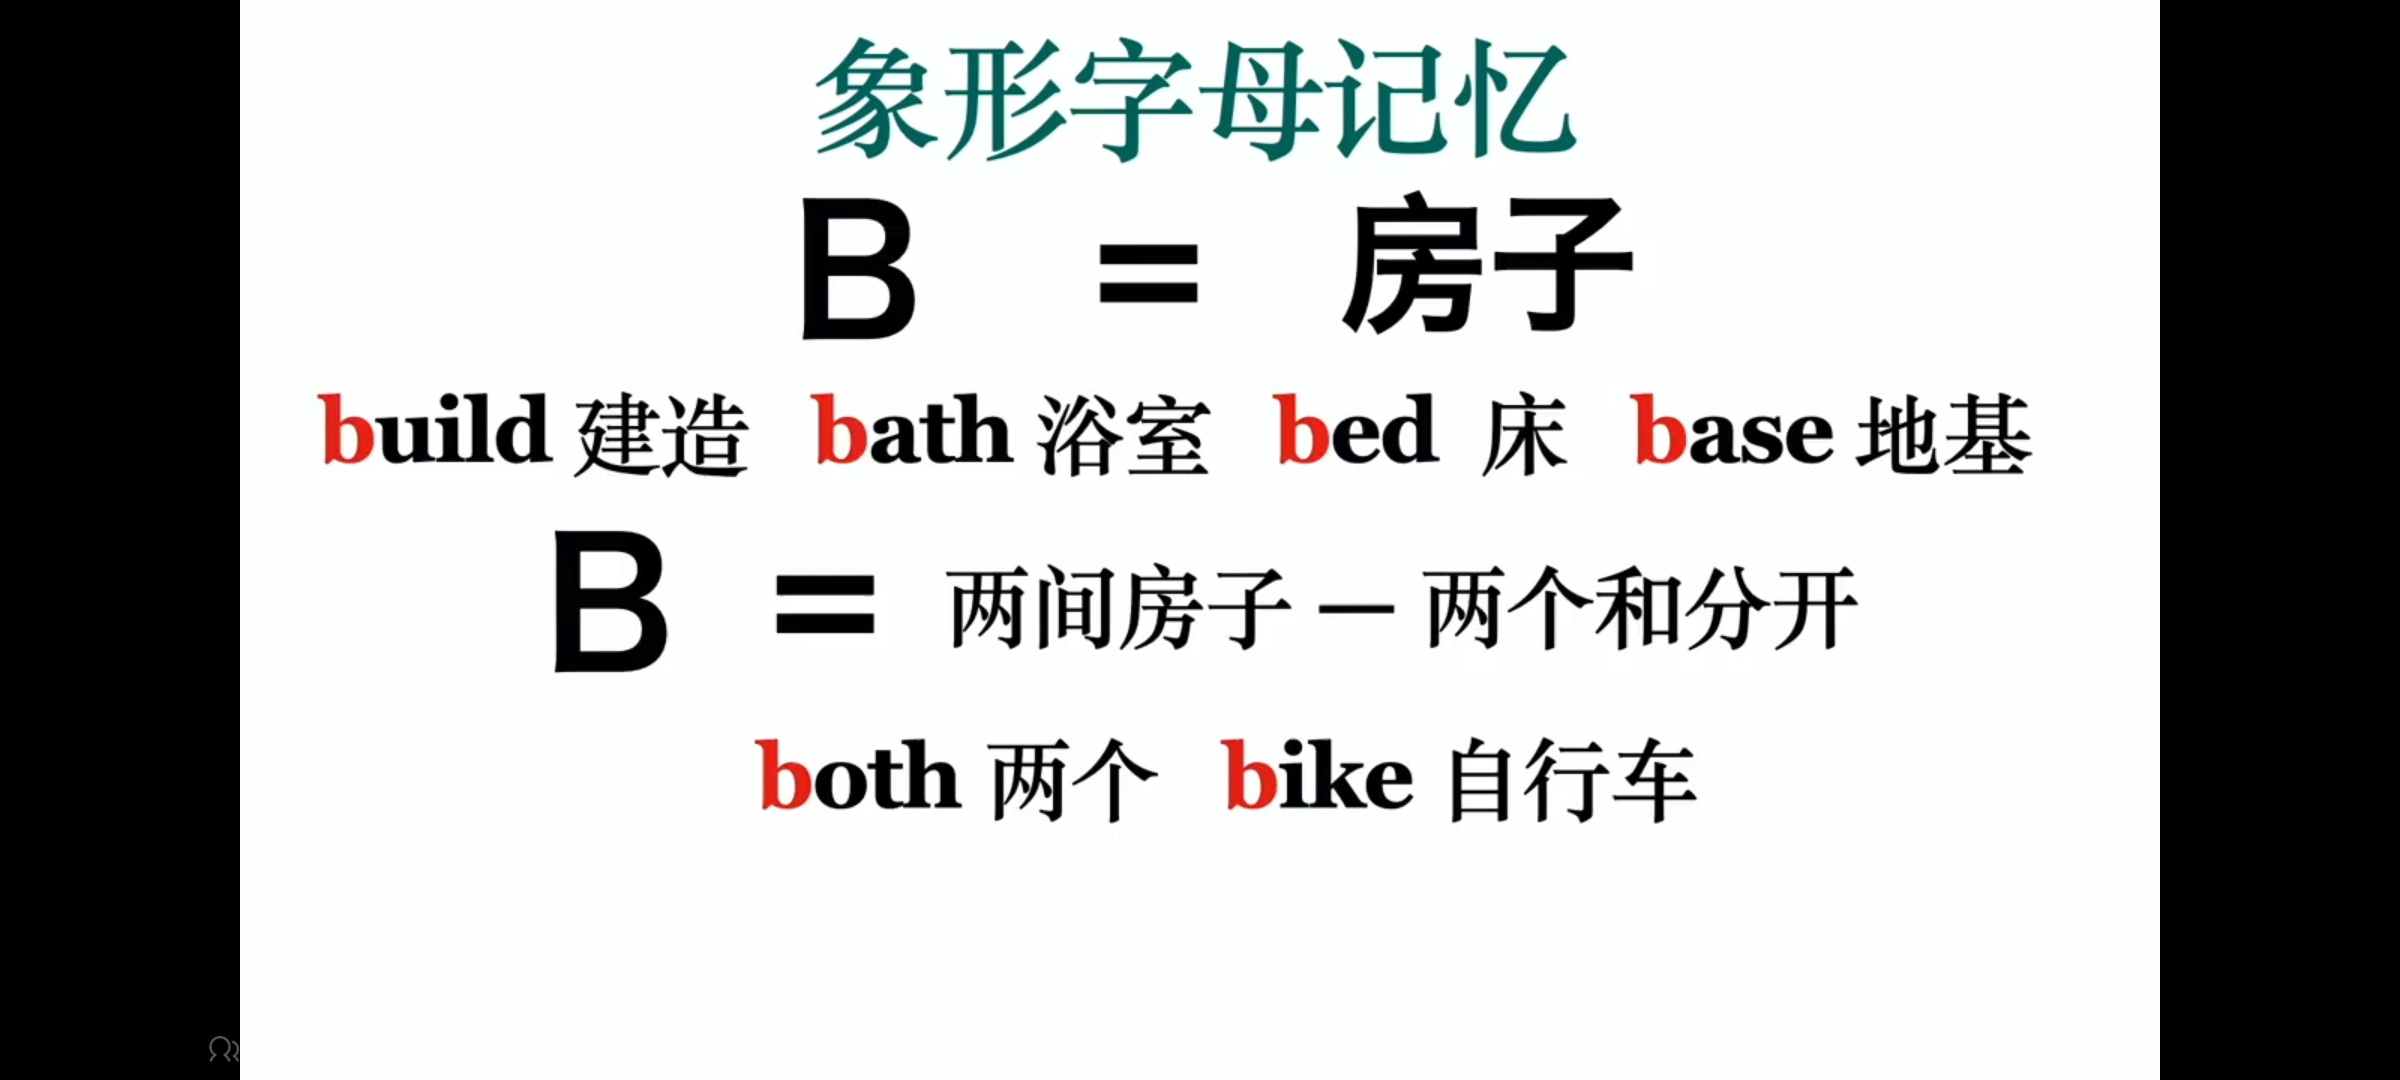 象形字母记忆
B = 房子
build 建造 bath 浴室 bed 床 base 地基
B = 两间房子 — 两个和分开
both 两个 bike 自行车